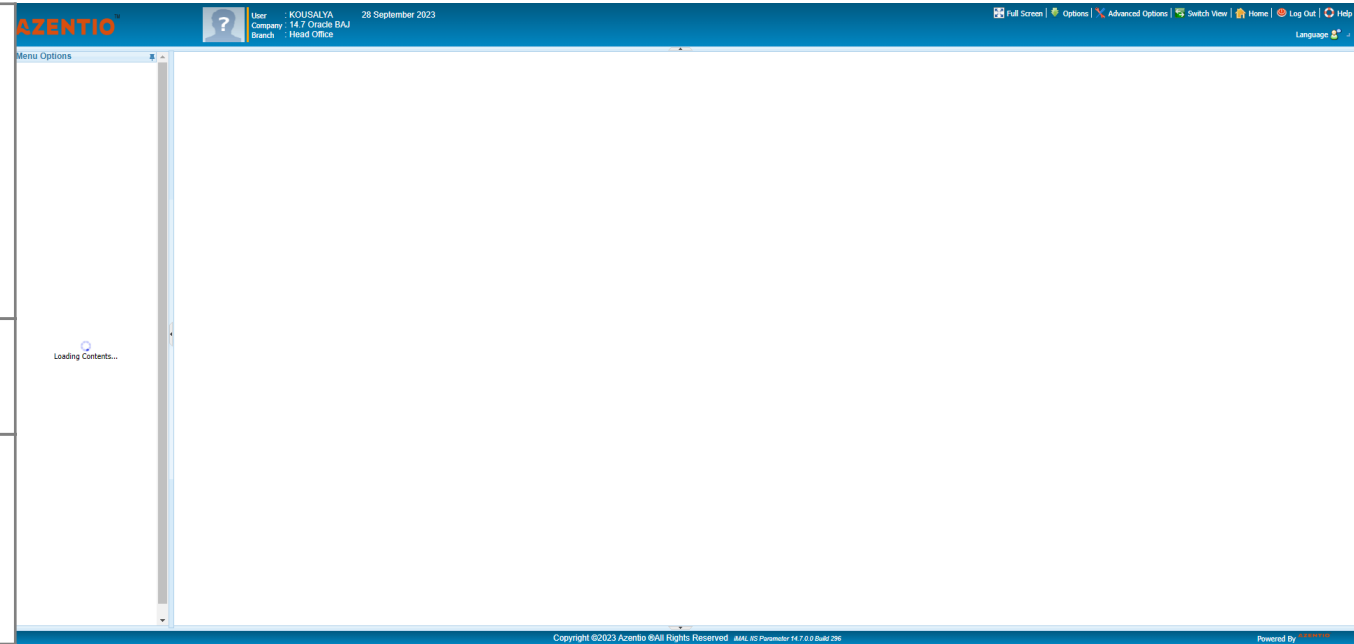 AZENTIO
User : KOUSALYA 28 September 2023
Company : 14.7 Oracle BAJ
Branch : Head Office
Full Screen | Options | Advanced Options | Switch View | Home | Log Out | Help
Language
Menu Options
?
Loading Contents...
Copyright ©2023 Azentio ®All Rights Reserved iMAL IIS Parameter 14.7.0.0 Build 296
Powered By AZENTIO